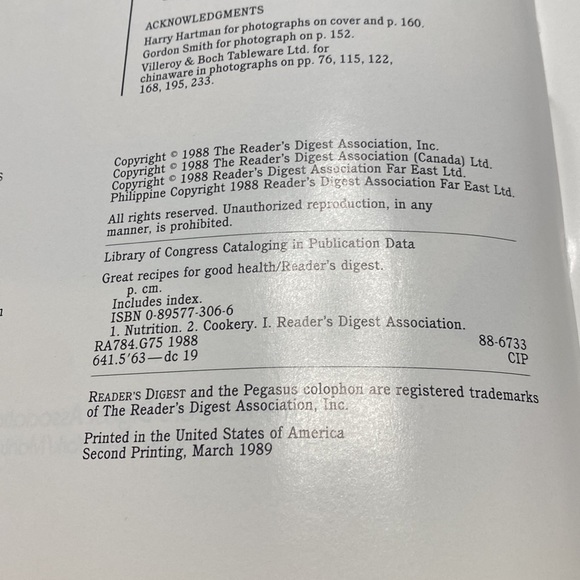 ACKNOWLEDGMENTS
Harry Hartman for photographs on cover and p. 160.
Gordon Smith for photograph on p. 152.
Villeroy & Boch Tableware Ltd. for
chinaware in photographs on pp. 76, 115, 122,
168, 195, 233.
Copyright © 1988 The Reader's Digest Association, Inc.
Copyright © 1988 The Reader's Digest Association (Canada) Ltd.
Copyright © 1988 Reader's Digest Association Far East Ltd.
Philippine Copyright 1988 Reader's Digest Association Far East Ltd.
All rights reserved. Unauthorized reproduction, in any
manner, is prohibited.
Library of Congress Cataloging in Publication Data
Great recipes for good health/Reader's digest.
p. cm.
Includes index.
ISBN 0-89577-306-6
1. Nutrition. 2. Cookery. I. Reader's Digest Association.
RA784.G75 1988 88-6733
641.5'63—dc 19 CIP
READER'S DIGEST and the Pegasus colophon are registered trademarks
of The Reader's Digest Association, Inc.
Printed in the United States of America
Second Printing, March 1989